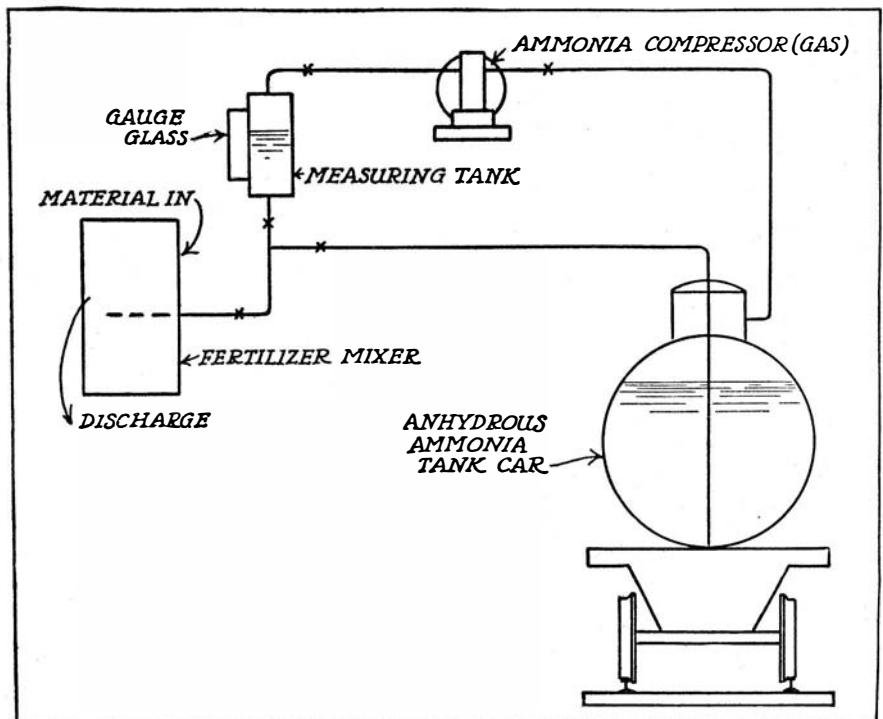 AMMONIA COMPRESSOR (GAS)
GAUGE
GLASS
MEASURING TANK
MATERIAL IN
FERTILIZER MIXER
DISCHARGE
ANHYDROUS
AMMONIA
TANK CAR